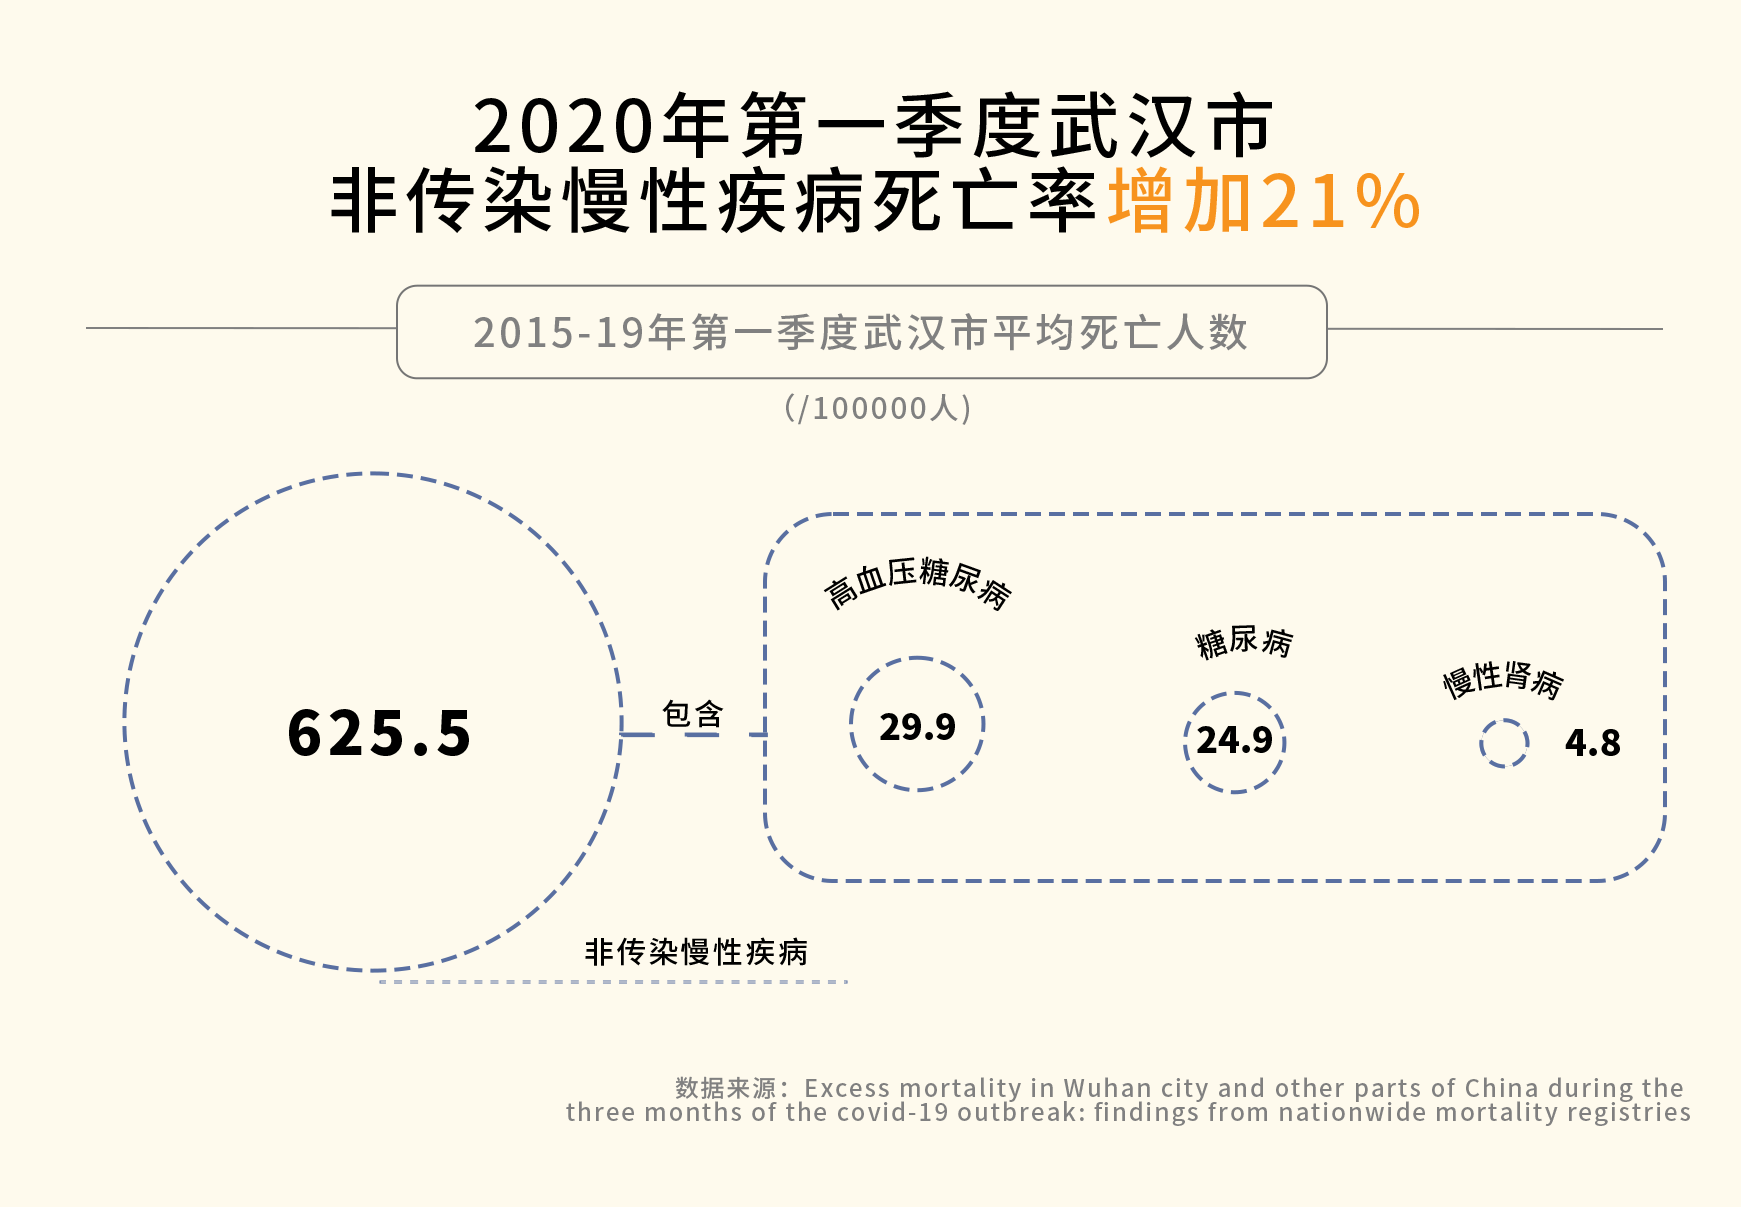 2020年第一季度武汉市
非传染慢性疾病死亡率增加21%
2015-19年第一季度武汉市平均死亡人数
（/100000人)
625.5
包含
高血压糖尿病
29.9
糖尿病
24.9
慢性肾病
4.8
非传染慢性疾病
数据来源：Excess mortality in Wuhan city and other parts of China during the
three months of the covid-19 outbreak: findings from nationwide mortality registries